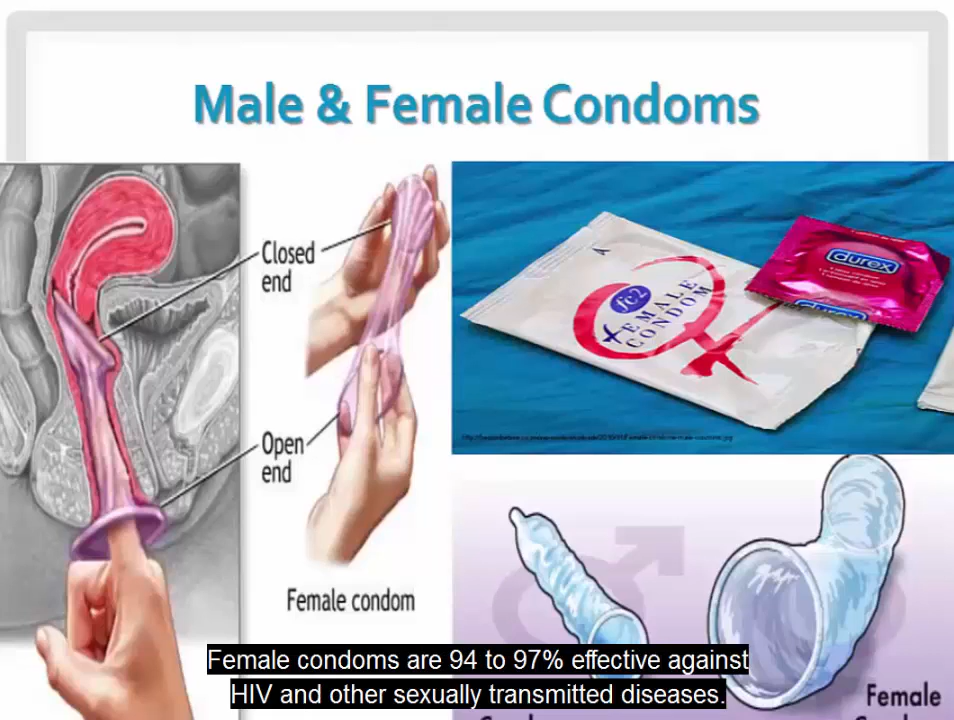 Male & Female Condoms
Closed
end
Open
end
Female condom
A
fc2
FEMALE
CONDOM
durex
durex
Female
Female condoms are 94 to 97% effective against
HIV and other sexually transmitted diseases.